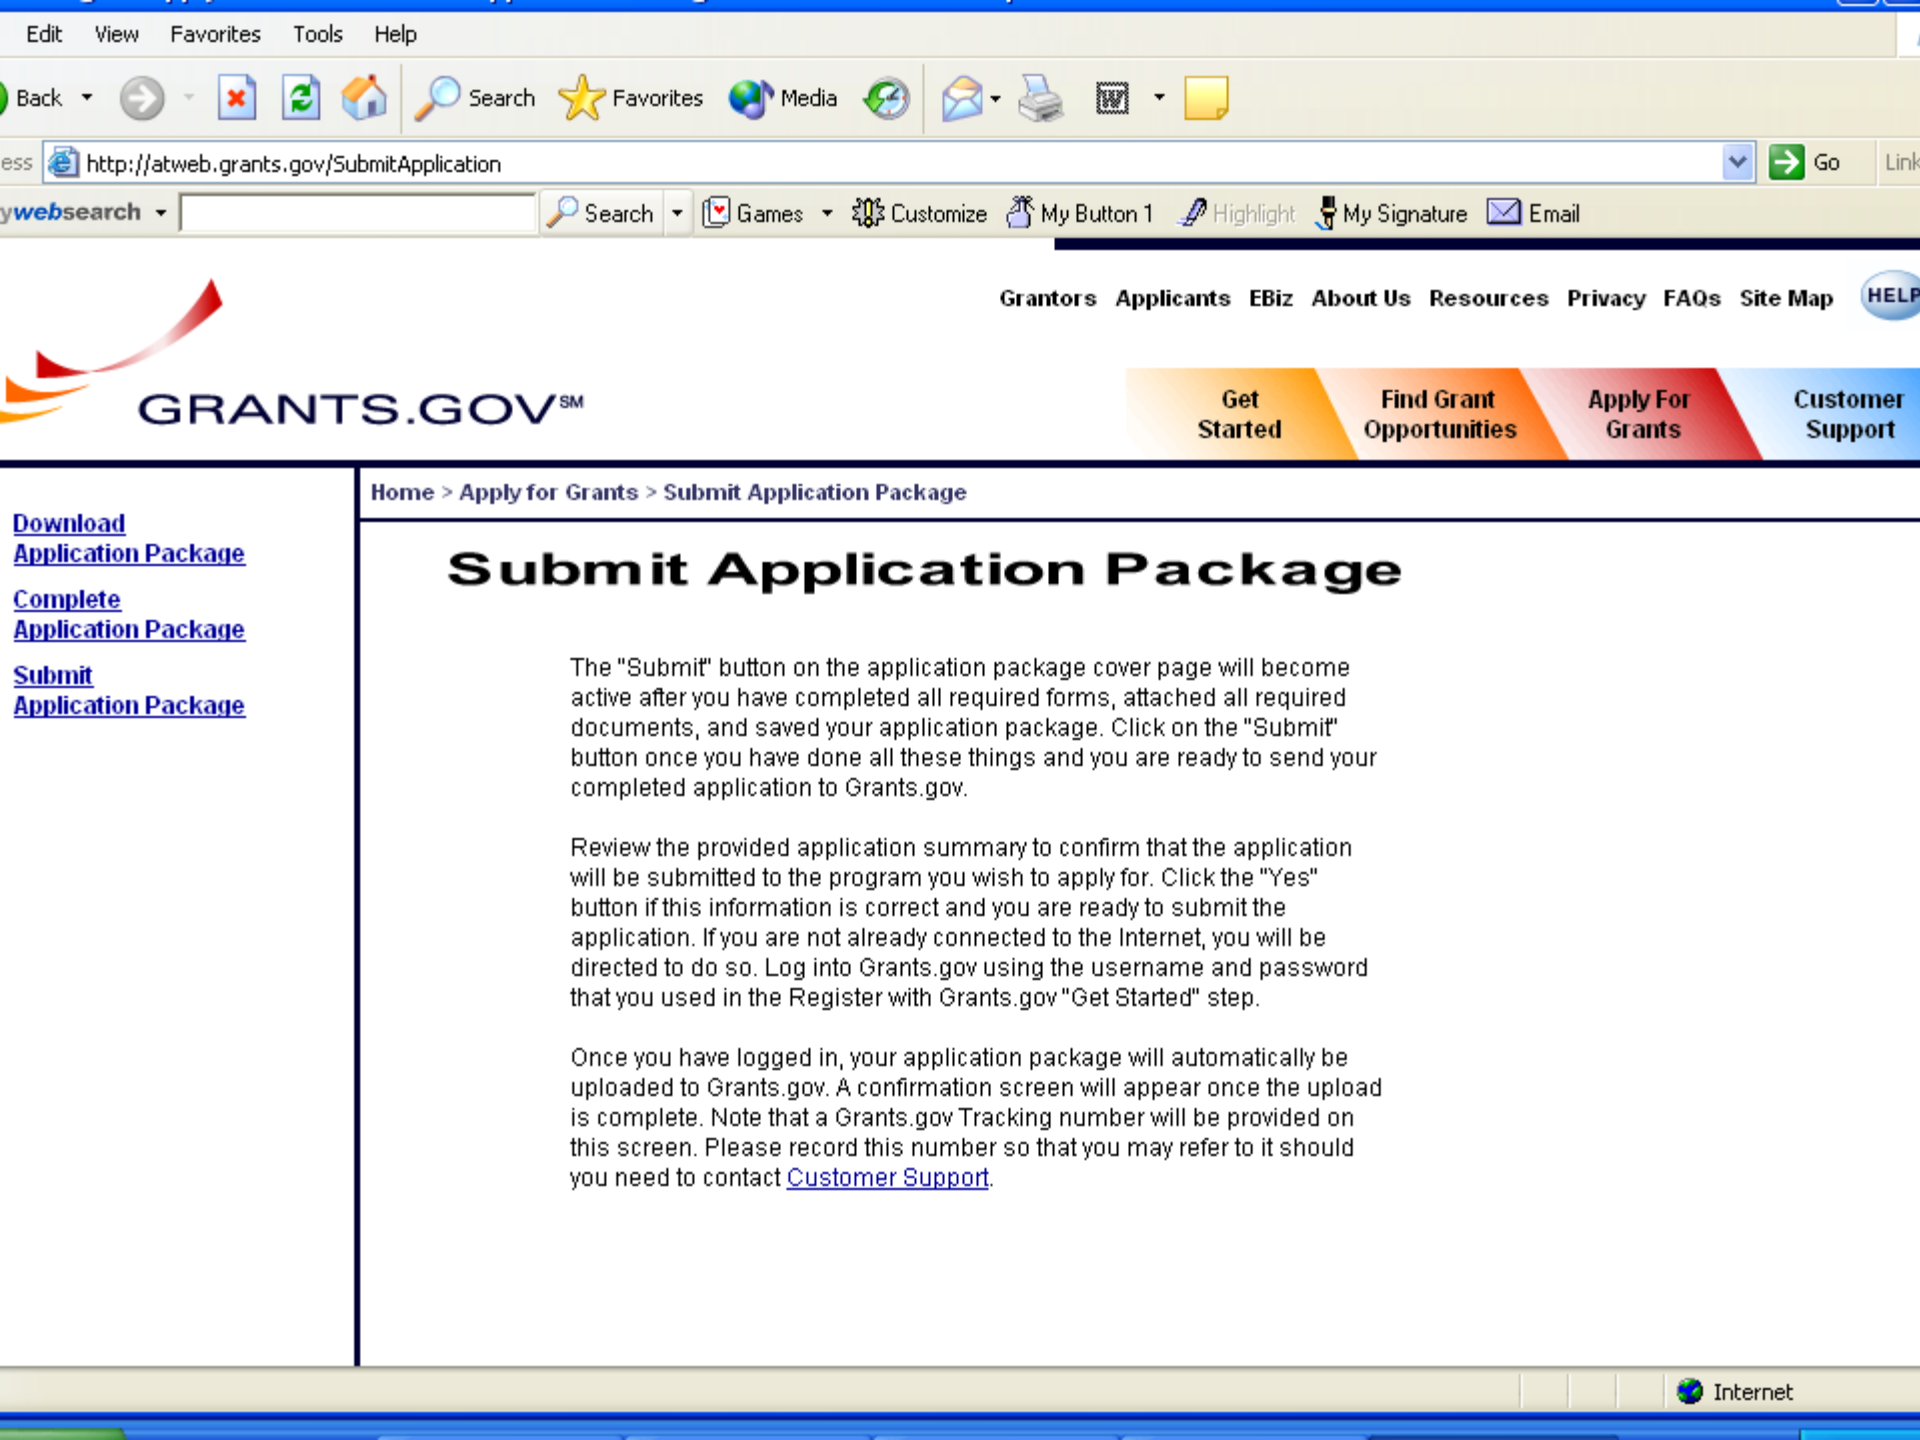 Edit View Favorites Tools Help
Back Search Favorites Media W
ess http://atweb.grants.gov/SubmitApplication Go Link
ywebsearch Search Games Customize My Button 1 Highlight My Signature Email
Grantors Applicants EBiz About Us Resources Privacy FAQs Site Map HELP
GRANTS.GOV℠
Get Started
Find Grant Opportunities
Apply For Grants
Customer Support
Home > Apply for Grants > Submit Application Package
Download
Application Package
Complete
Application Package
Submit
Application Package
Submit Application Package
The "Submit" button on the application package cover page will become
active after you have completed all required forms, attached all required
documents, and saved your application package. Click on the "Submit"
button once you have done all these things and you are ready to send your
completed application to Grants.gov.
Review the provided application summary to confirm that the application
will be submitted to the program you wish to apply for. Click the "Yes"
button if this information is correct and you are ready to submit the
application. If you are not already connected to the Internet, you will be
directed to do so. Log into Grants.gov using the username and password
that you used in the Register with Grants.gov "Get Started" step.
Once you have logged in, your application package will automatically be
uploaded to Grants.gov. A confirmation screen will appear once the upload
is complete. Note that a Grants.gov Tracking number will be provided on
this screen. Please record this number so that you may refer to it should
you need to contact Customer Support.
Internet